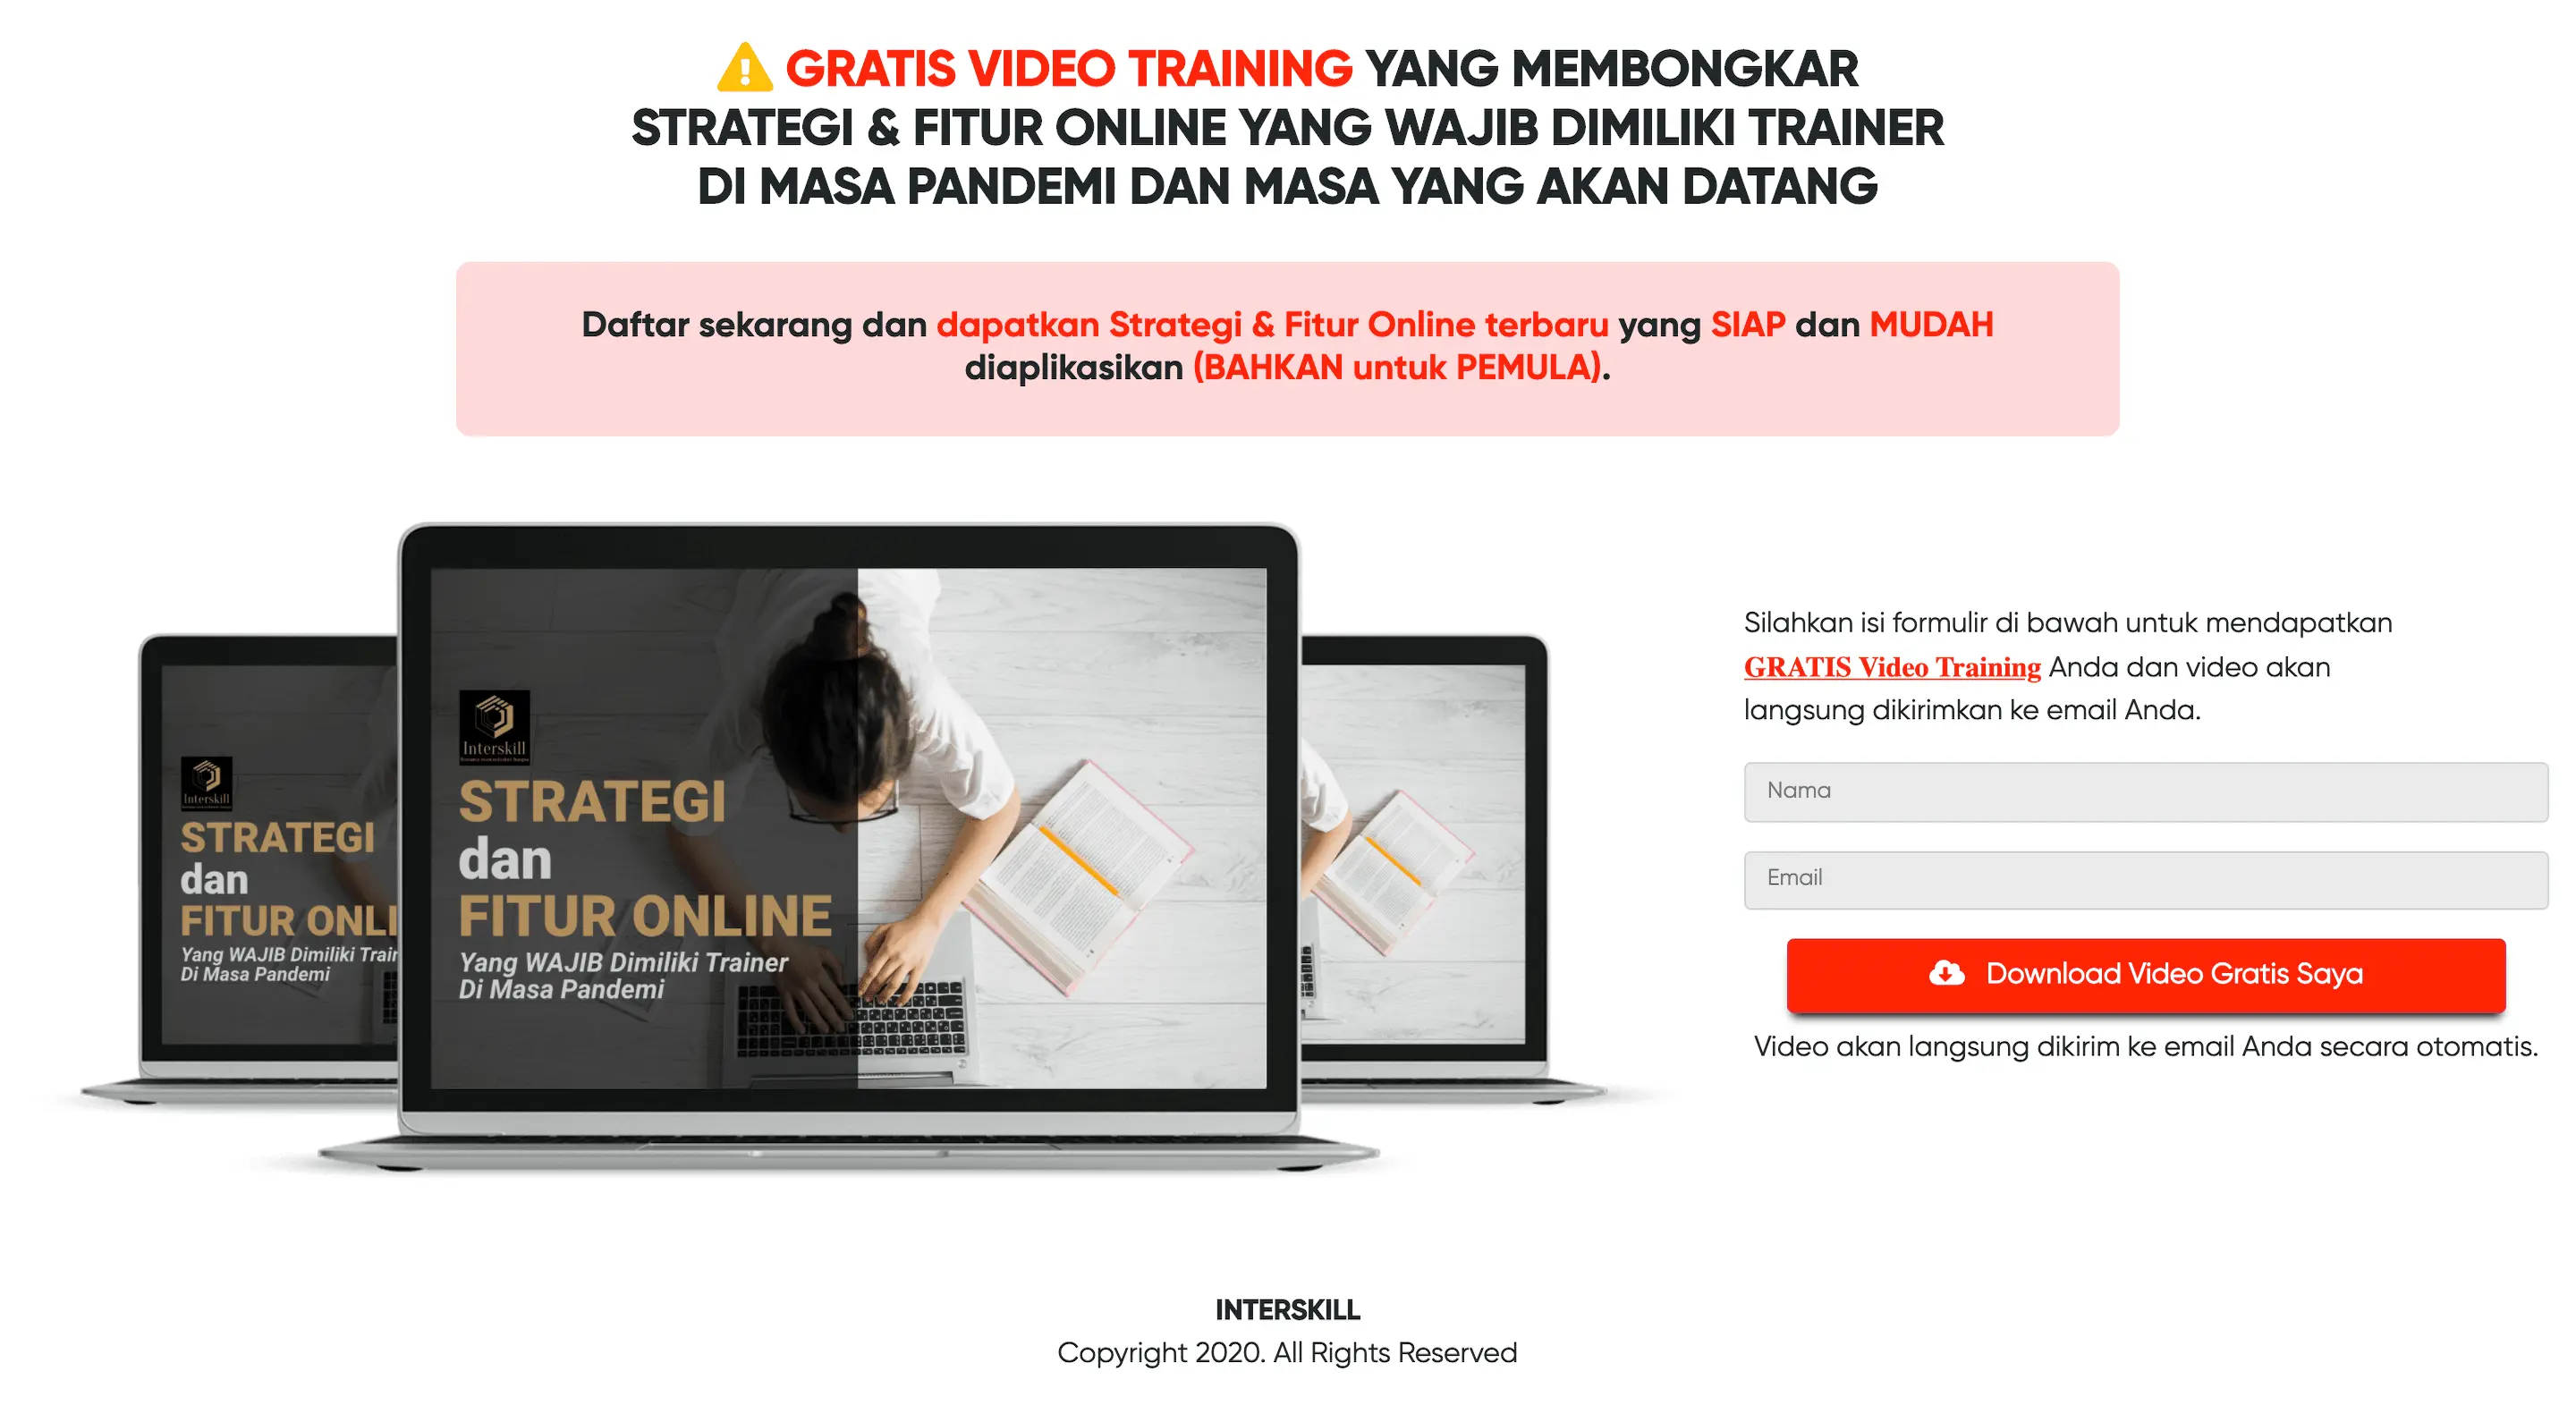 GRATIS VIDEO TRAINING YANG MEMBONGKAR
STRATEGI & FITUR ONLINE YANG WAJIB DIMILIKI TRAINER
DI MASA PANDEMI DAN MASA YANG AKAN DATANG
Daftar sekarang dan dapatkan Strategi & Fitur Online terbaru yang SIAP dan MUDAH
diaplikasikan (BAHKAN untuk PEMULA).
Interskill
STRATEGI
dan
FITUR ONLI
Yang WAJIB Dimiliki Train
Di Masa Pandemi
Interskill
STRATEGI
dan
FITUR ONLINE
Yang WAJIB Dimiliki Trainer
Di Masa Pandemi
Silahkan isi formulir di bawah untuk mendapatkan
GRATIS Video Training Anda dan video akan
langsung dikirimkan ke email Anda.
Nama
Email
Download Video Gratis Saya
Video akan langsung dikirim ke email Anda secara otomatis.
INTERSKILL
Copyright 2020. All Rights Reserved